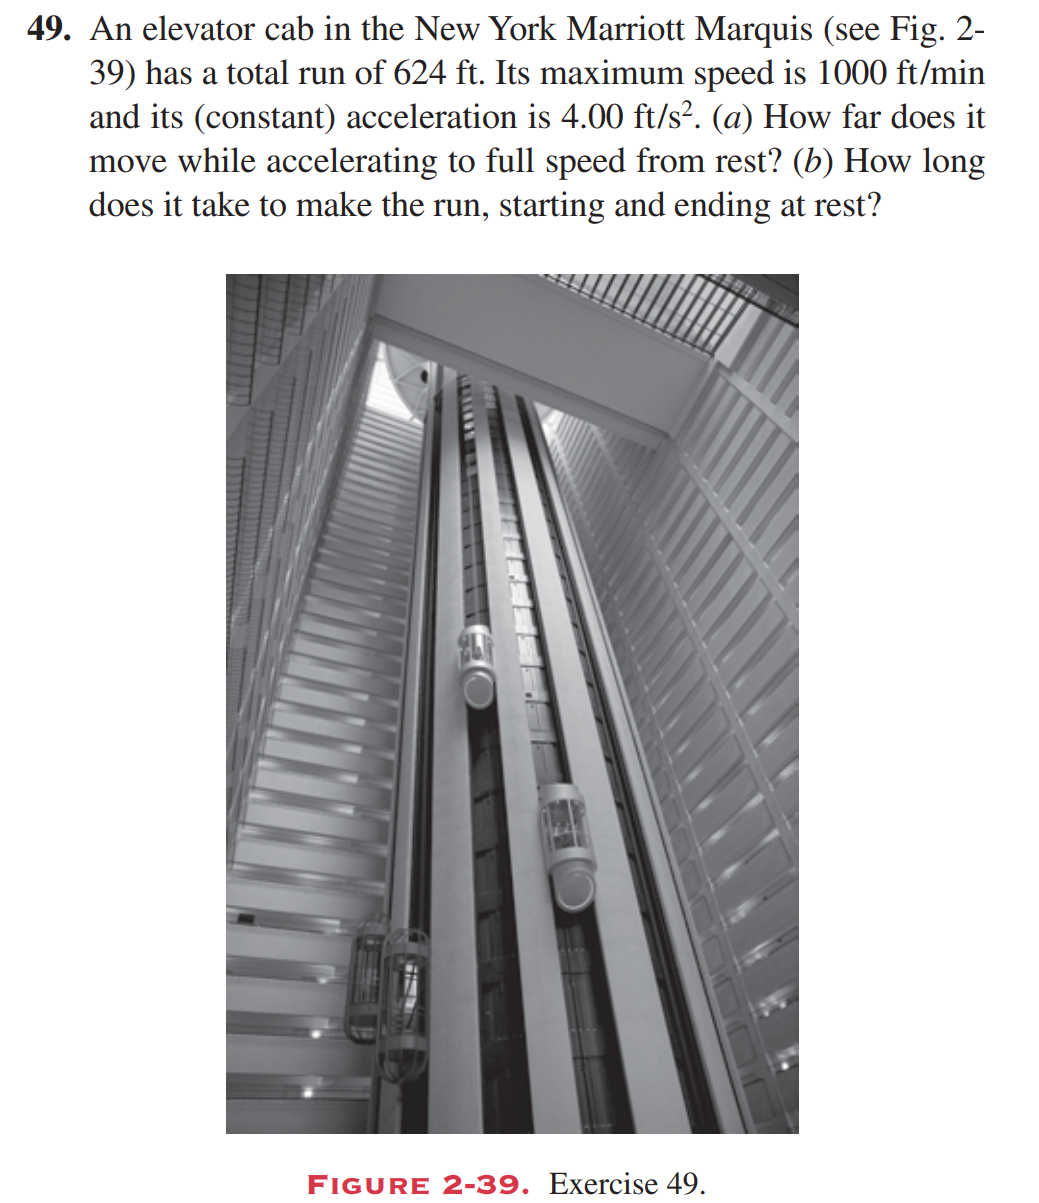 49. An elevator cab in the New York Marriott Marquis (see Fig. 2-
39) has a total run of 624 ft. Its maximum speed is 1000 ft/min
and its (constant) acceleration is 4.00 ft/s². (a) How far does it
move while accelerating to full speed from rest? (b) How long
does it take to make the run, starting and ending at rest?
FIGURE 2-39. Exercise 49.